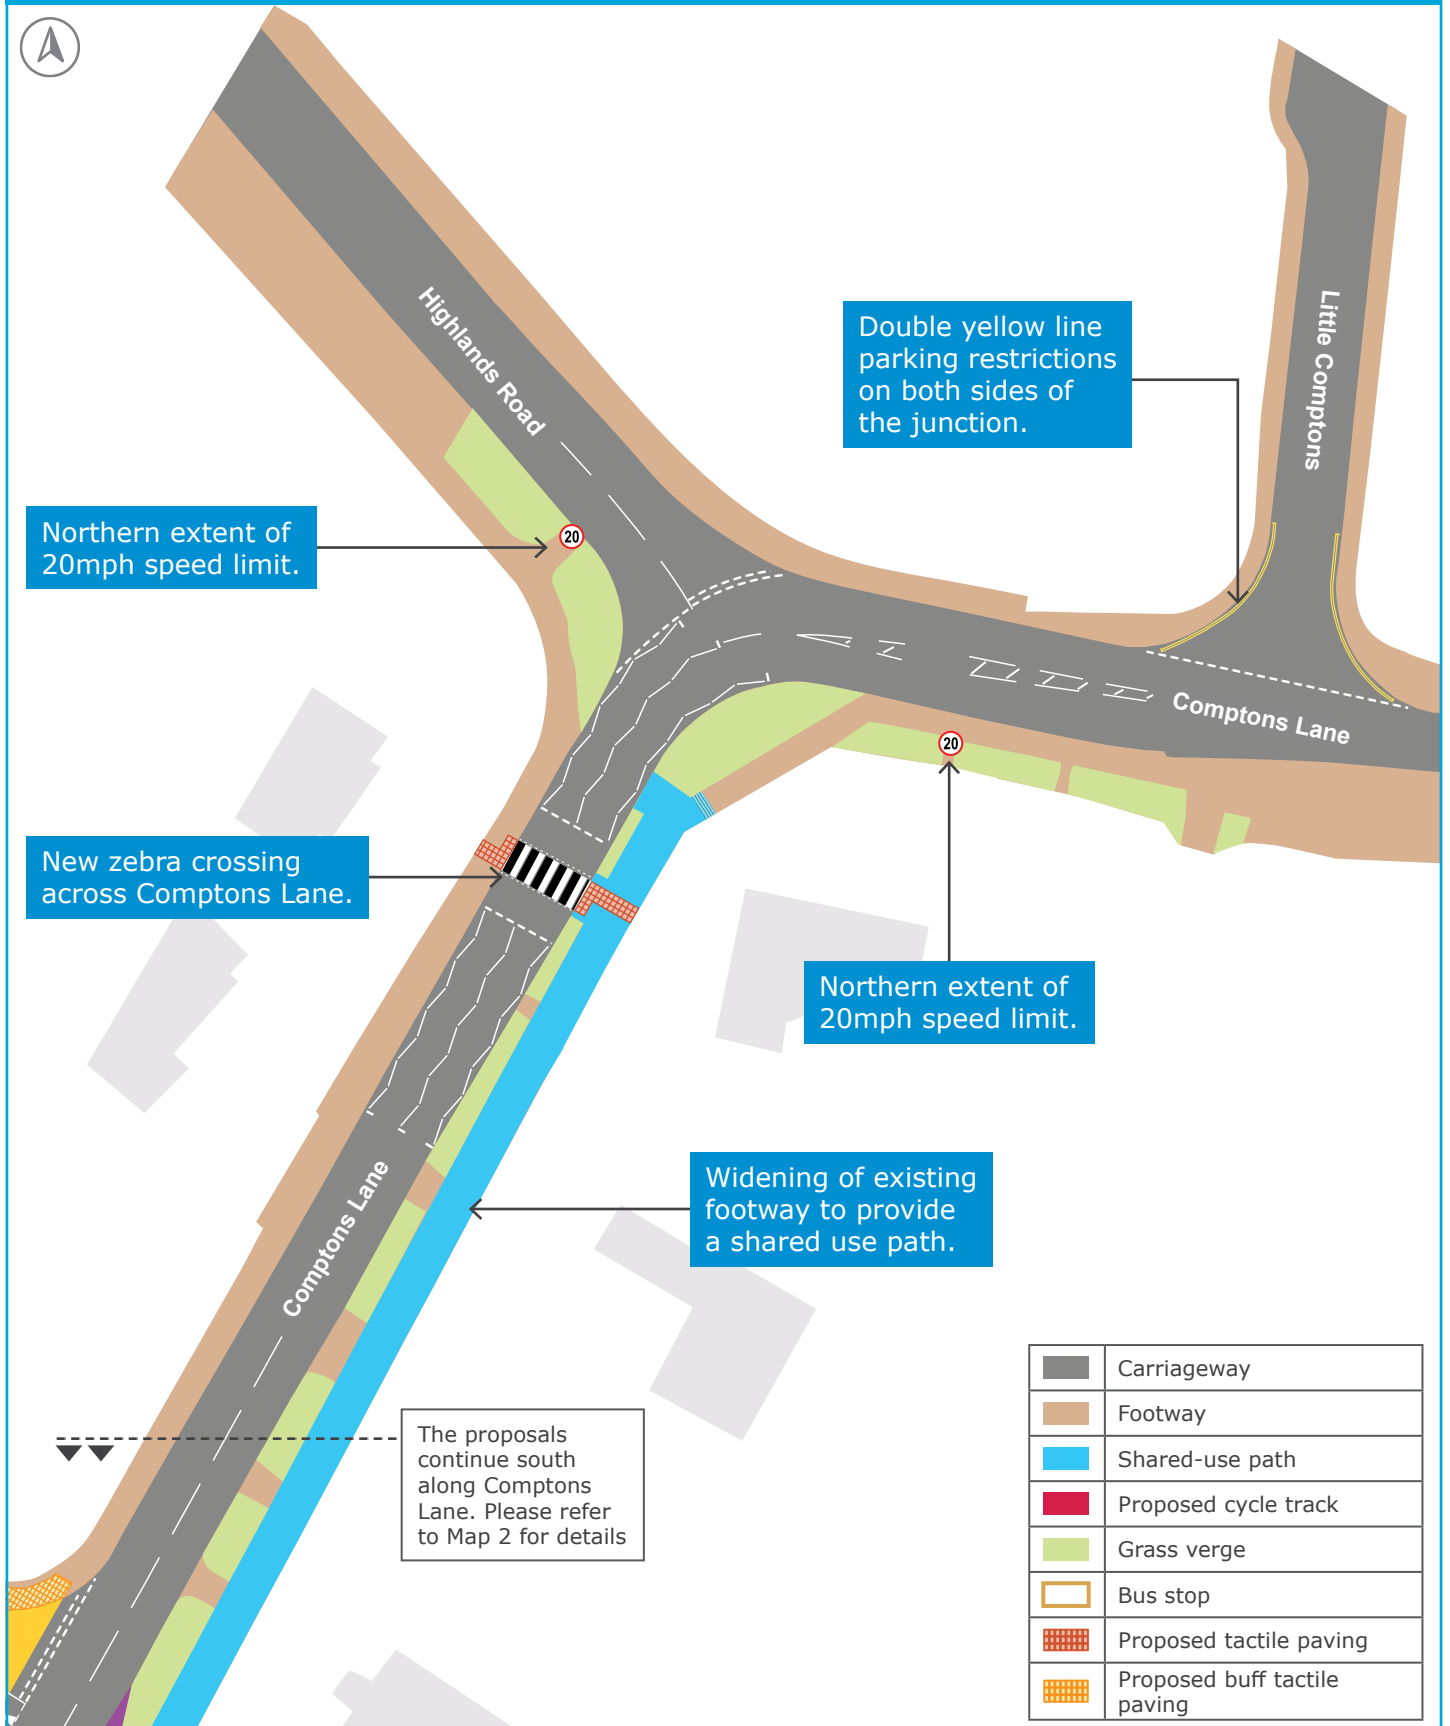 Highlands Road
Little Comptons
Double yellow line
parking restrictions
on both sides of
the junction.
Northern extent of
20mph speed limit.
20
Comptons Lane
20
New zebra crossing
across Comptons Lane.
Northern extent of
20mph speed limit.
Widening of existing
footway to provide
a shared use path.
Comptons Lane
The proposals
continue south
along Comptons
Lane. Please refer
to Map 2 for details
Carriageway
Footway
Shared-use path
Proposed cycle track
Grass verge
Bus stop
Proposed tactile paving
Proposed buff tactile
paving